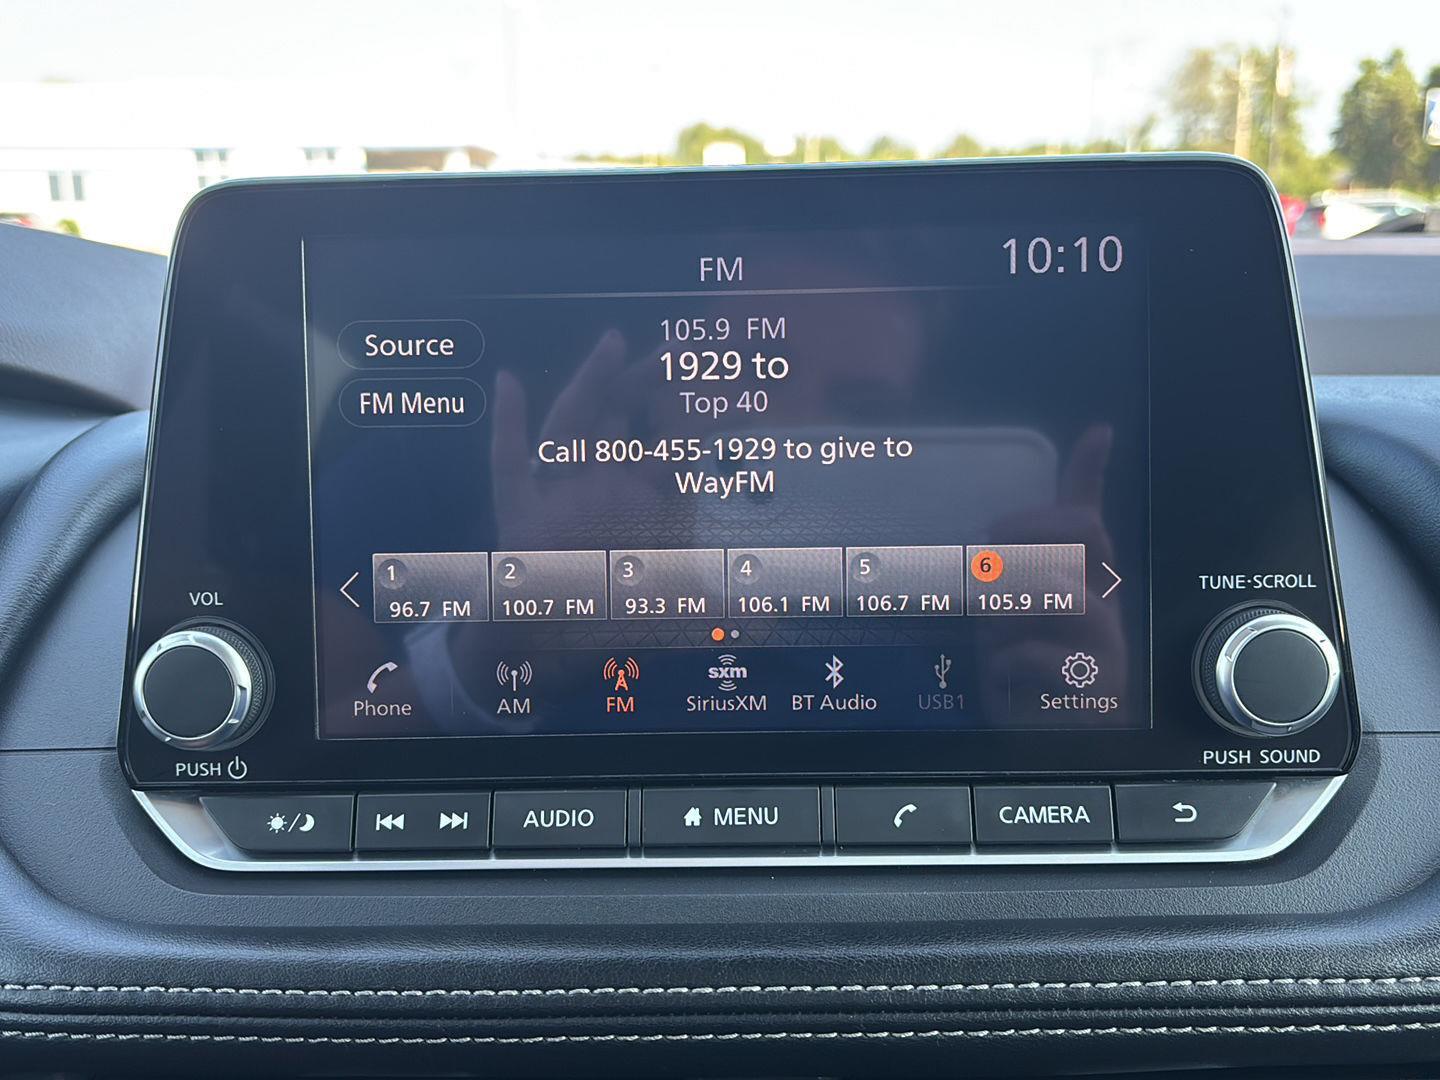 FM
10:10
Source
FM Menu
105.9 FM
1929 to
Top 40
Call 800-455-1929 to give to
WayFM
1 96.7 FM
2 100.7 FM
3 93.3 FM
4 106.1 FM
5 106.7 FM
6 105.9 FM
Phone
AM
FM
sxm
SiriusXM
BT Audio
USB1
Settings
VOL
PUSH
TUNE·SCROLL
PUSH SOUND
AUDIO
MENU
CAMERA